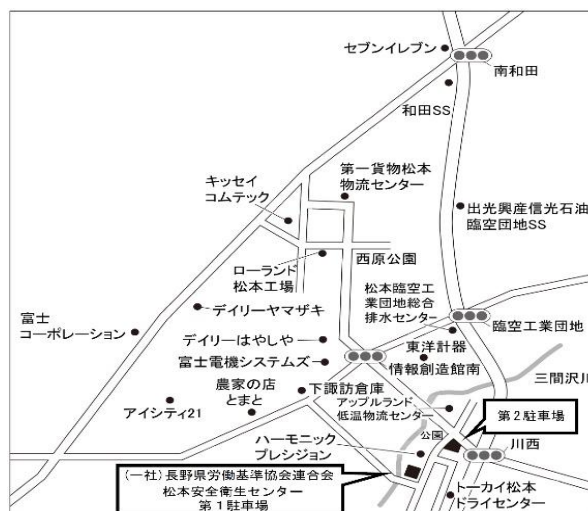 セブンイレブン
南和田
和田SS
第一貨物松本
物流センター
キッセイ
コムテック
出光興産信光石油
臨空団地SS
西原公園
ローランド
松本工場
松本臨空工
業団地総合
排水センター
デイリーヤマザキ
富士
コーポレーション
臨空工業団地
デイリーはやしや
東洋計器
富士電機システムズ
情報創造館南
三間沢川
農家の店
とまと
下諏訪倉庫
アップルランド
低温物流センター
アイシティ21
第2駐車場
公園
ハーモニック
プレシジョン
川西
(一社)長野県労働基準協会連合会
松本安全衛生センター
第1駐車場
トーカイ松本
ドライセンター